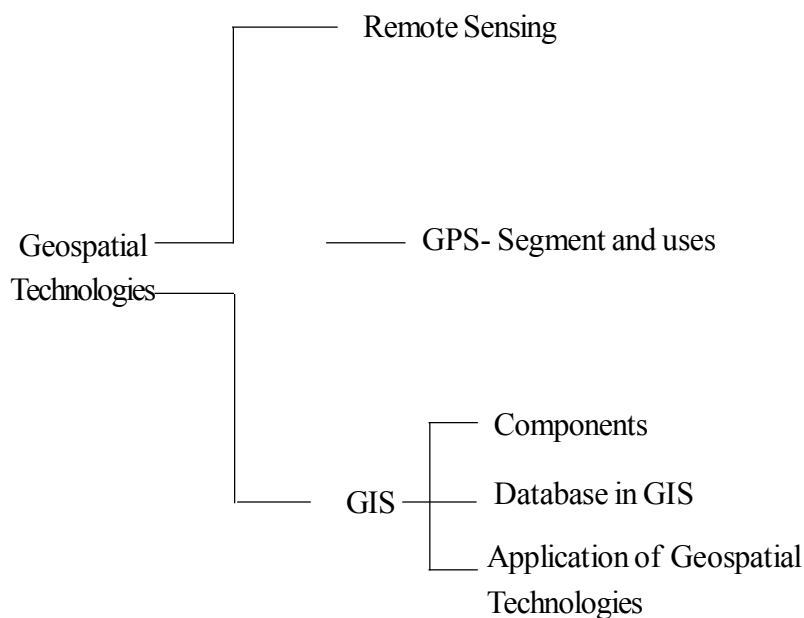 Remote Sensing
Geospatial
Technologies
GPS- Segment and uses
GIS
Components
Database in GIS
Application of Geospatial
Technologies